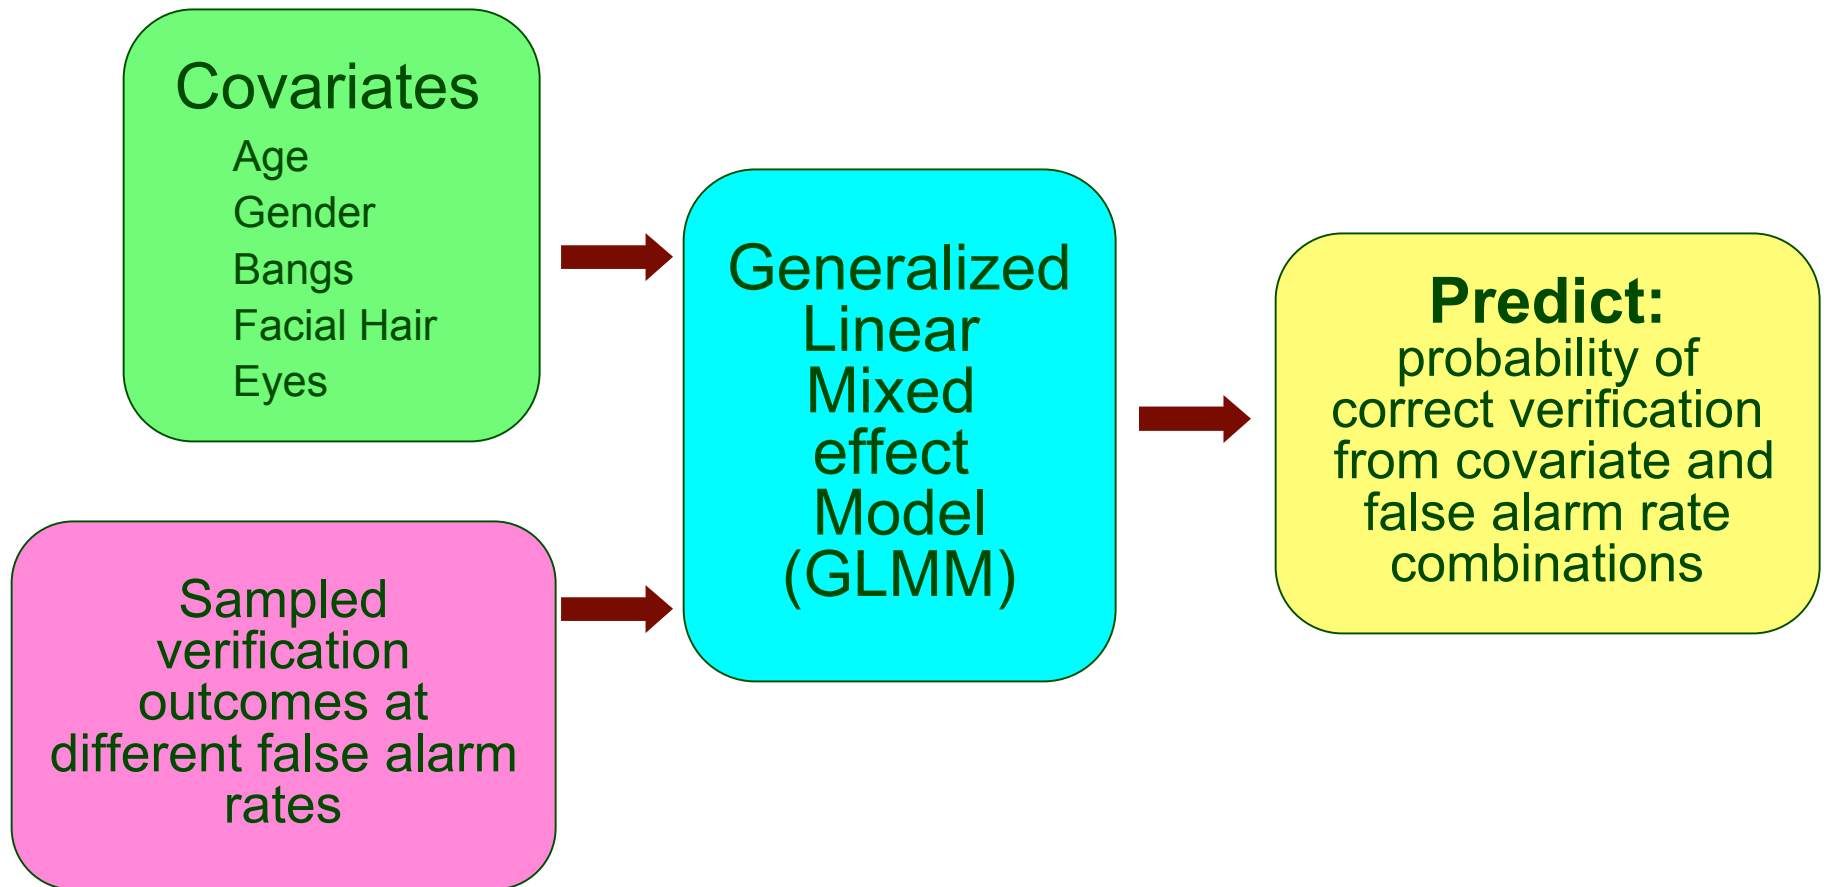 Covariates
Age
Gender
Bangs
Facial Hair
Eyes
Sampled
verification
outcomes at
different false alarm
rates
Generalized
Linear
Mixed
effect
Model
(GLMM)
Predict:
probability of
correct verification
from covariate and
false alarm rate
combinations